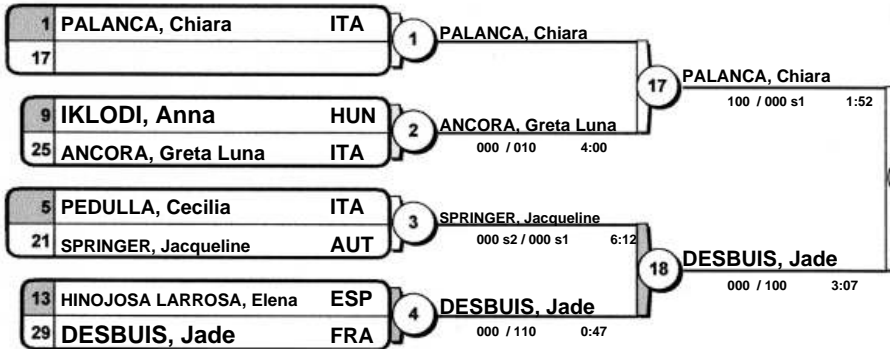 1 PALANCA, Chiara ITA
17
1
PALANCA, Chiara
9 IKLODI, Anna HUN
25 ANCORA, Greta Luna ITA
2
ANCORA, Greta Luna
000 / 010 4:00
17
PALANCA, Chiara
100 / 000 s1 1:52
5 PEDULLA, Cecilia ITA
21 SPRINGER, Jacqueline AUT
3
SPRINGER, Jacqueline
000 s2 / 000 s1 6:12
13 HINOJOSA LARROSA, Elena ESP
29 DESBUIS, Jade FRA
4
DESBUIS, Jade
000 / 110 0:47
18
DESBUIS, Jade
000 / 100 3:07